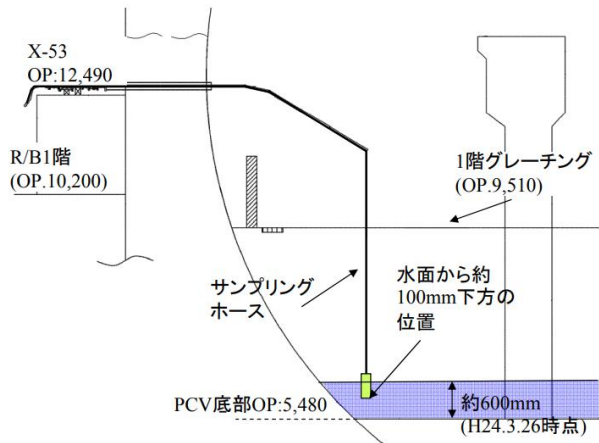 X-53
OP:12,490
R/B1階
(OP.10,200)
1階グレーチング
(OP.9,510)
サンプリング
ホース
水面から約
100mm下方の
位置
PCV底部OP:5,480
約600mm
(H24.3.26時点)